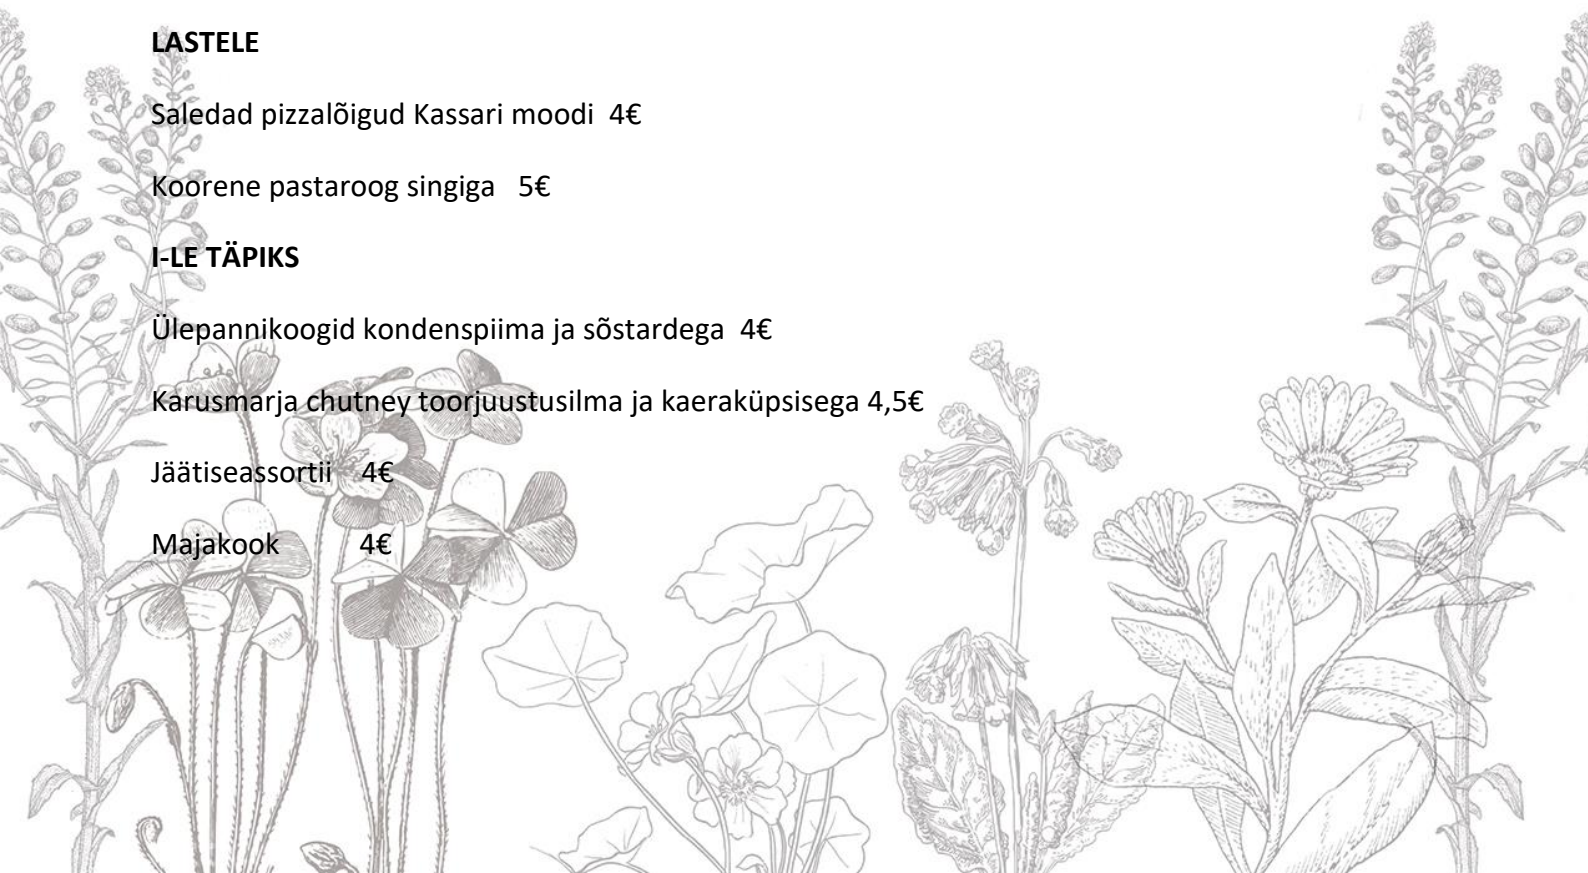 LASTELE
Saledad pizzalõigud Kassari moodi 4€
Koorene pastaroog singiga 5€
I-LE TÄPIKS
Ülepannikoogid kondenspiima ja sõstardega 4€
Karusmarja chutney toorjuustusilma ja kaeraküpsisega 4,5€
Jäätiseassortii 4€
Majakook 4€